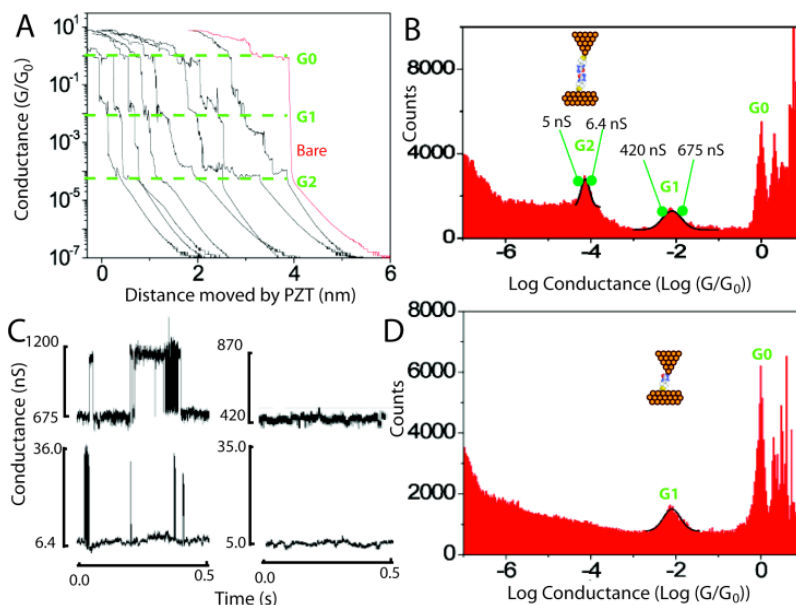 A
Conductance (G/G0)
10^1
10^-1
10^-3
10^-5
10^-7
G0
G1
Bare
G2
0 2 4 6
Distance moved by PZT (nm)
B
Counts
10000
8000
6000
4000
2000
0
G0
5 nS 6.4 nS
G2
420 nS 675 nS
G1
-6 -4 -2 0
Log Conductance (Log (G/G0))
C
Conductance (nS)
1200
675
870
420
36.0
6.4
35.0
5.0
0.0 0.5 0.0 0.5
Time (s)
D
Counts
8000
6000
4000
2000
0
G0
G1
-6 -4 -2 0
Log Conductance (Log (G/G0))